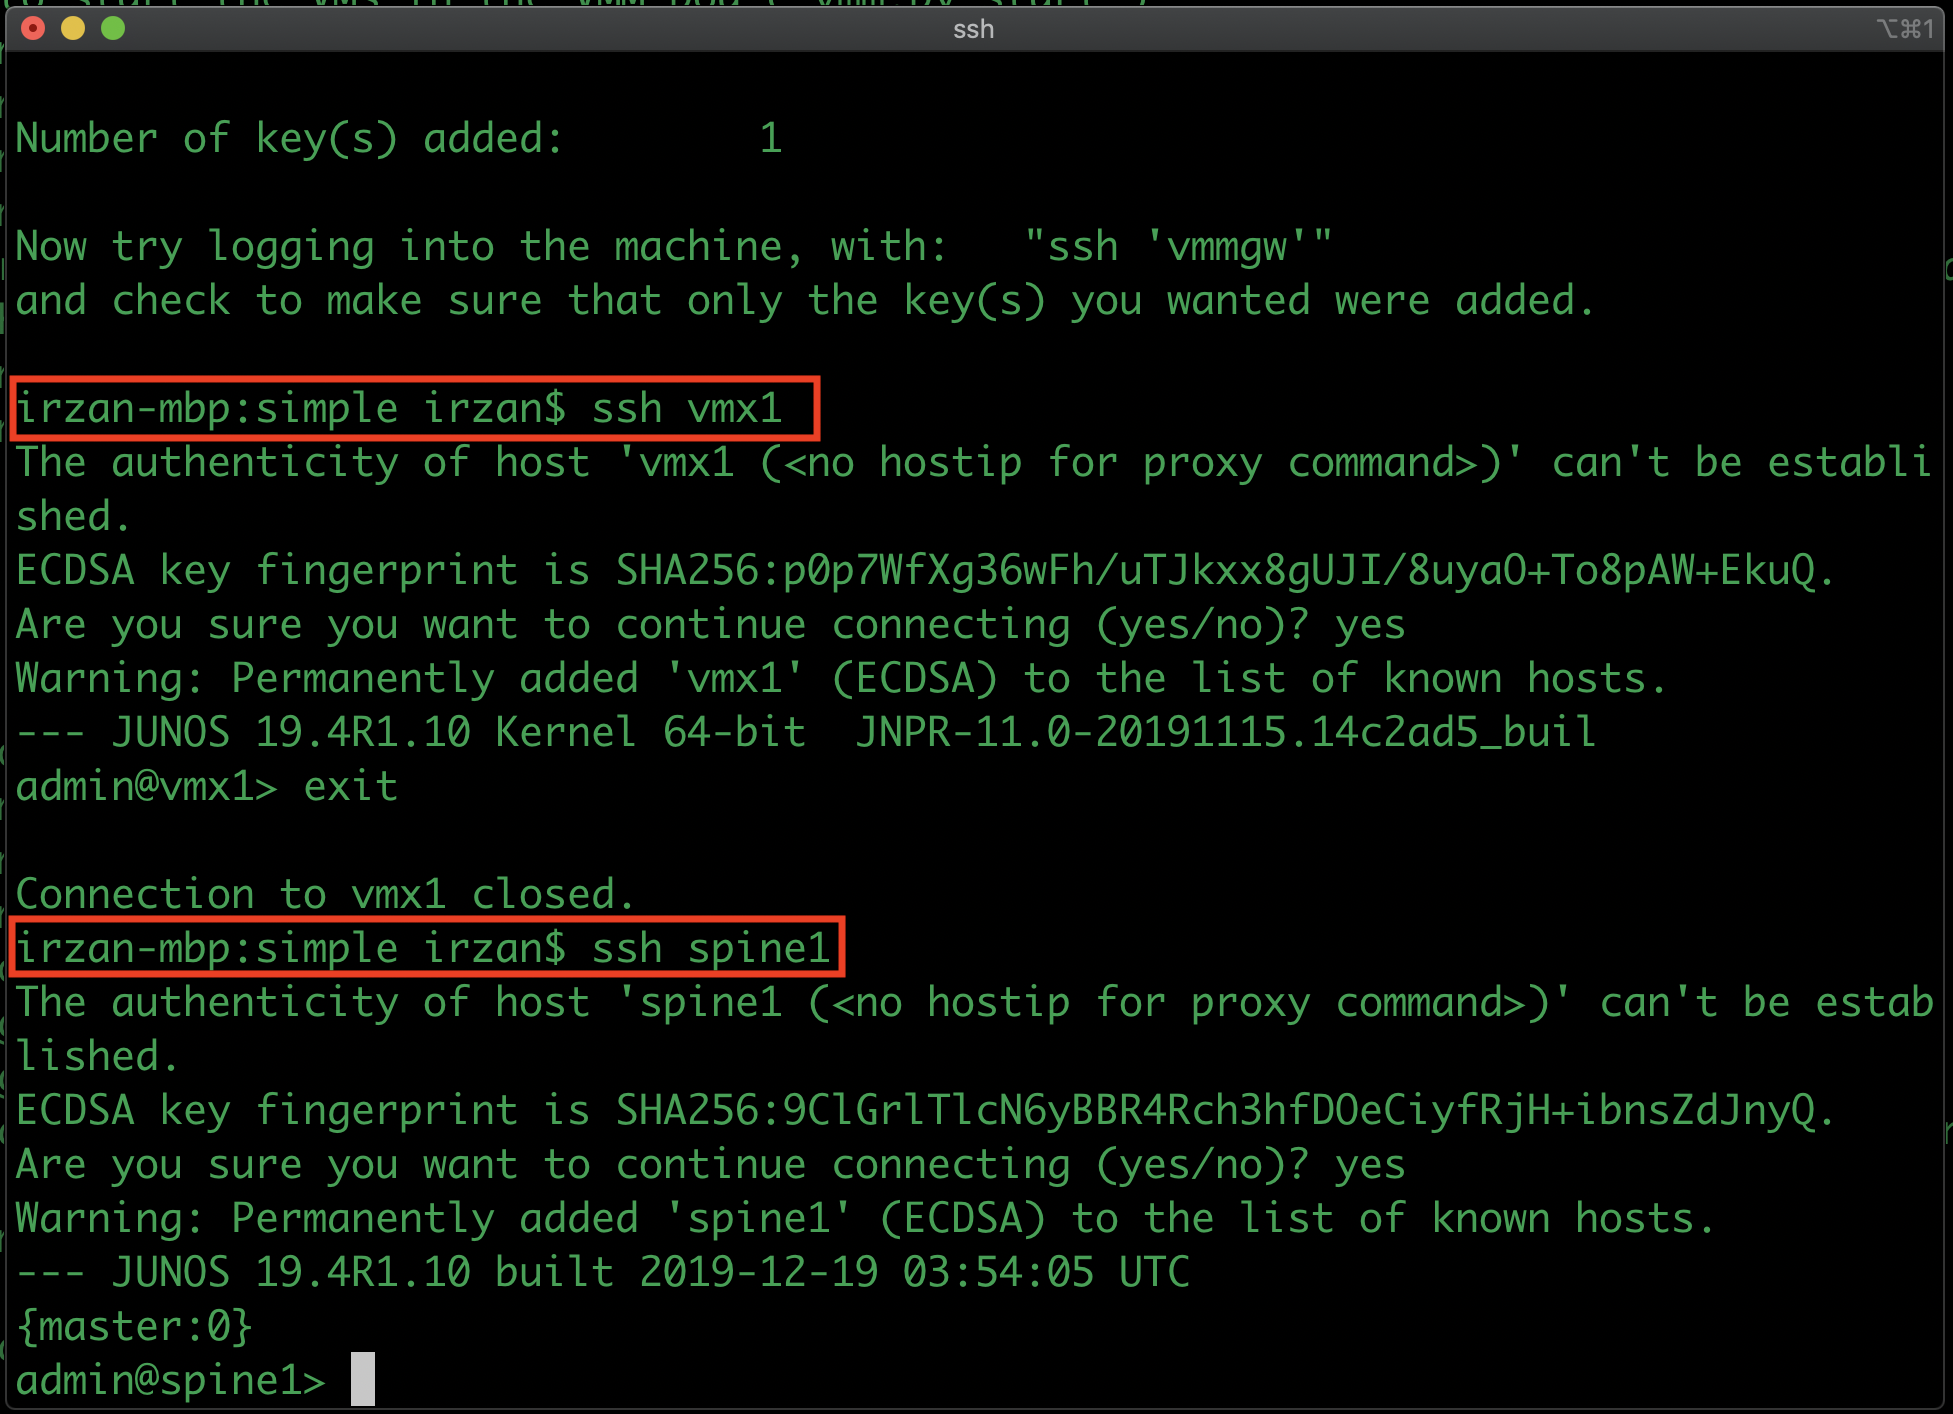 ssh
⌥⌘1
Number of key(s) added:        1
Now try logging into the machine, with:   "ssh 'vmmgw'"
and check to make sure that only the key(s) you wanted were added.
irzan-mbp:simple irzan$ ssh vmx1
The authenticity of host 'vmx1 (<no hostip for proxy command>)' can't be establi
shed.
ECDSA key fingerprint is SHA256:p0p7WfXg36wFh/uTJkxx8gUJI/8uyaO+To8pAW+EkuQ.
Are you sure you want to continue connecting (yes/no)? yes
Warning: Permanently added 'vmx1' (ECDSA) to the list of known hosts.
--- JUNOS 19.4R1.10 Kernel 64-bit  JNPR-11.0-20191115.14c2ad5_buil
admin@vmx1> exit
Connection to vmx1 closed.
irzan-mbp:simple irzan$ ssh spine1
The authenticity of host 'spine1 (<no hostip for proxy command>)' can't be estab
lished.
ECDSA key fingerprint is SHA256:9ClGrlTlcN6yBBR4Rch3hfDOeCiyfRjH+ibnsZdJnyQ.
Are you sure you want to continue connecting (yes/no)? yes
Warning: Permanently added 'spine1' (ECDSA) to the list of known hosts.
--- JUNOS 19.4R1.10 built 2019-12-19 03:54:05 UTC
{master:0}
admin@spine1>